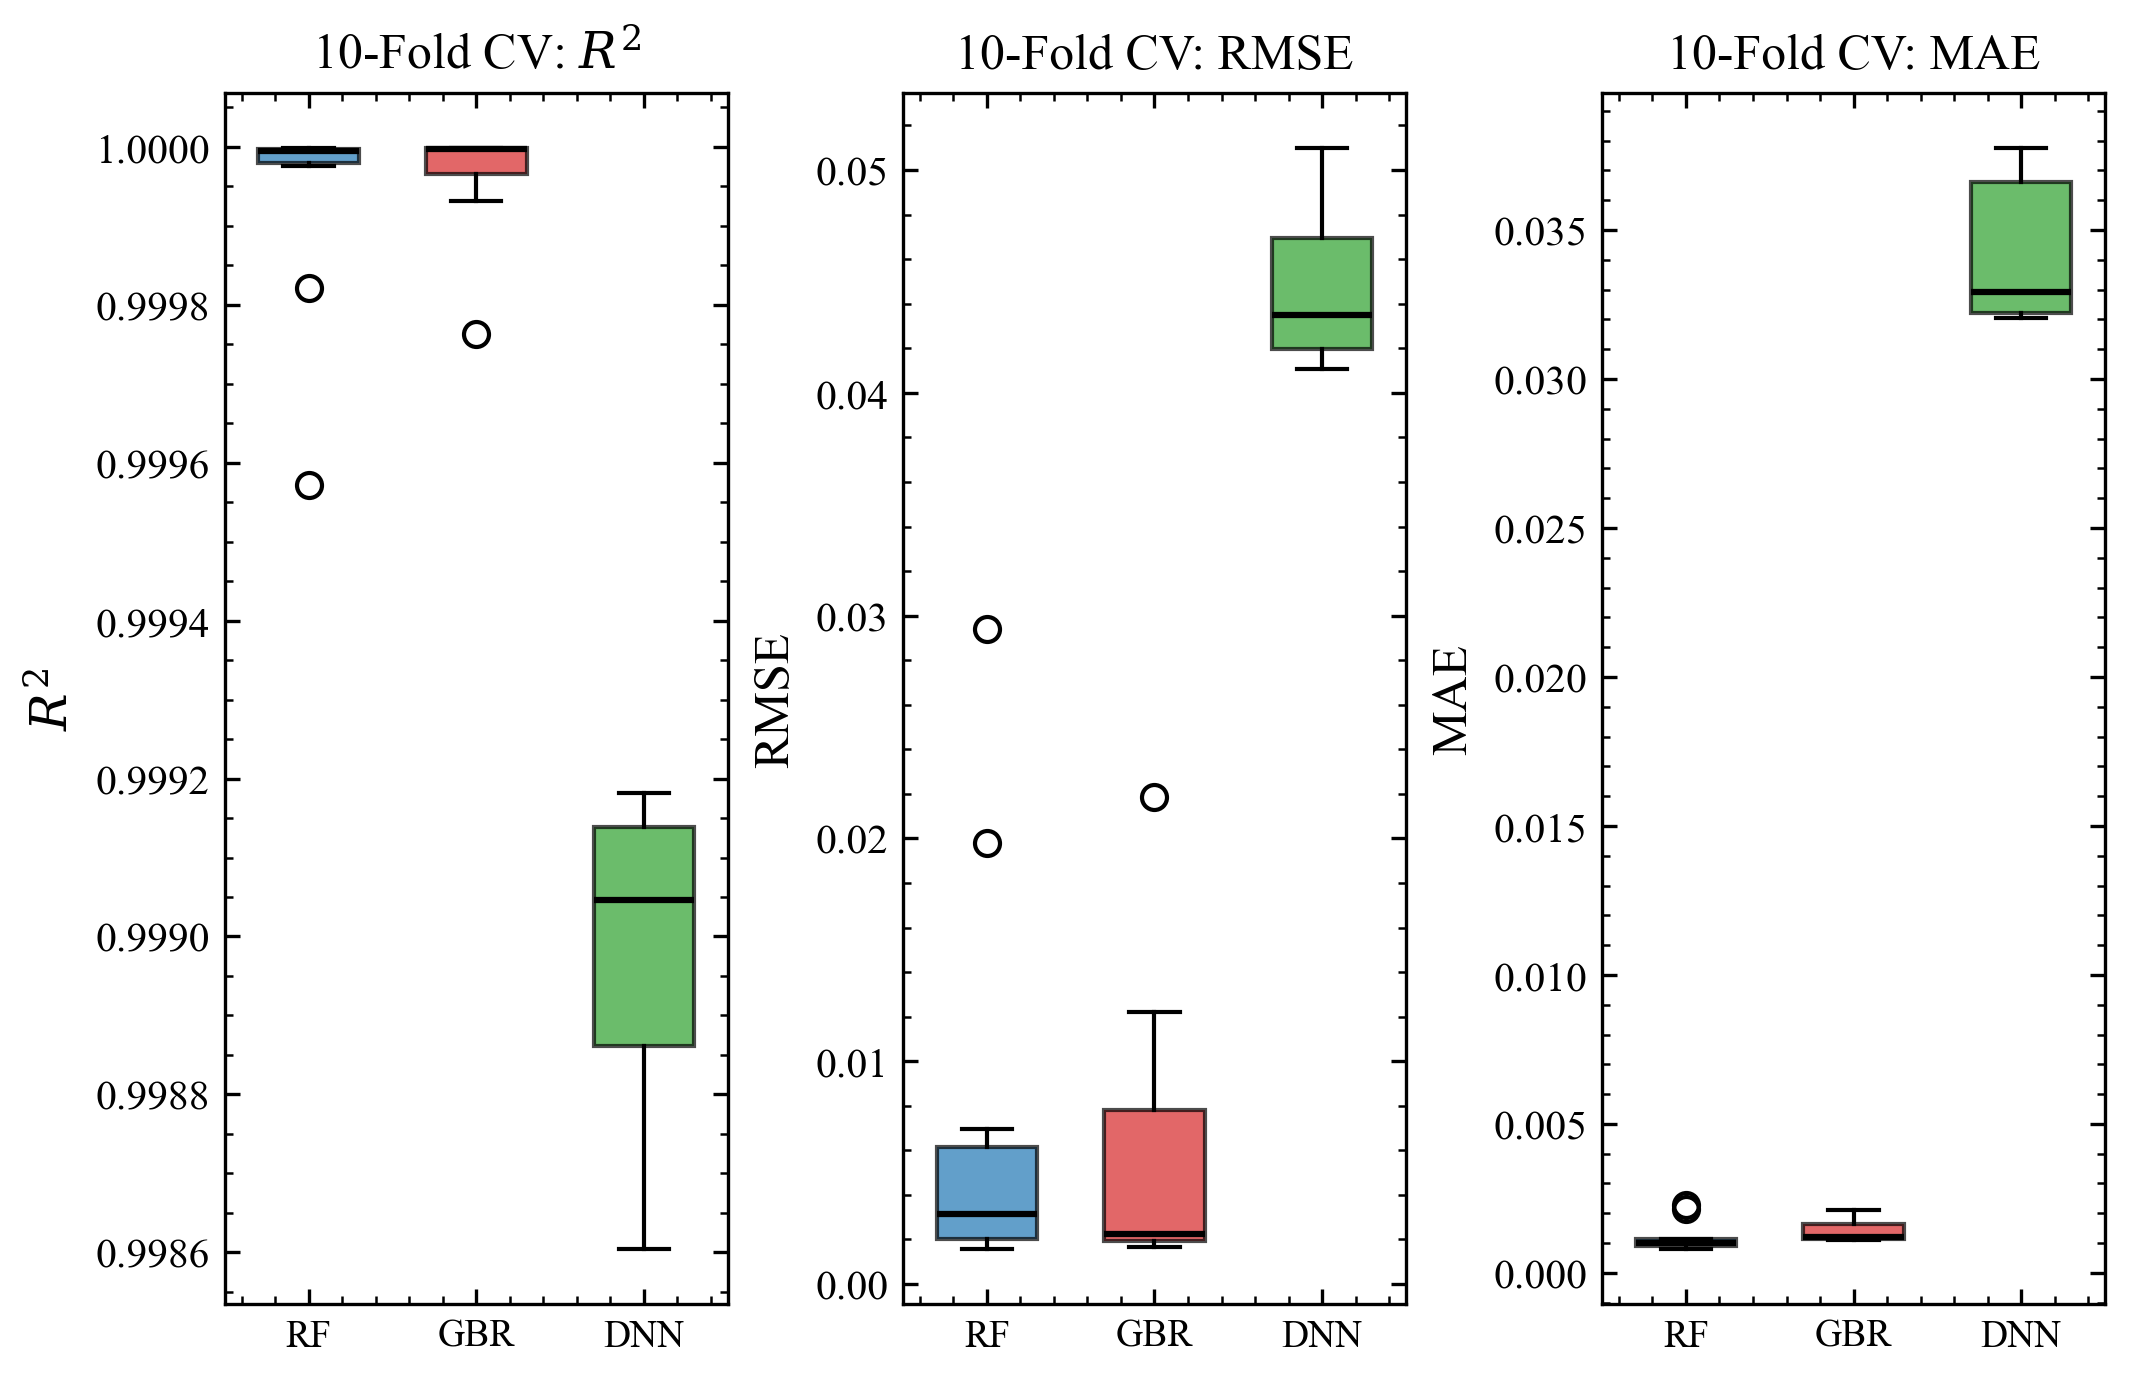 10-Fold CV: R²
10-Fold CV: RMSE
10-Fold CV: MAE
R²
1.0000
0.9998
0.9996
0.9994
0.9992
0.9990
0.9988
0.9986
RF GBR DNN
RMSE
0.05
0.04
0.03
0.02
0.01
0.00
RF GBR DNN
MAE
0.035
0.030
0.025
0.020
0.015
0.010
0.005
0.000
RF GBR DNN